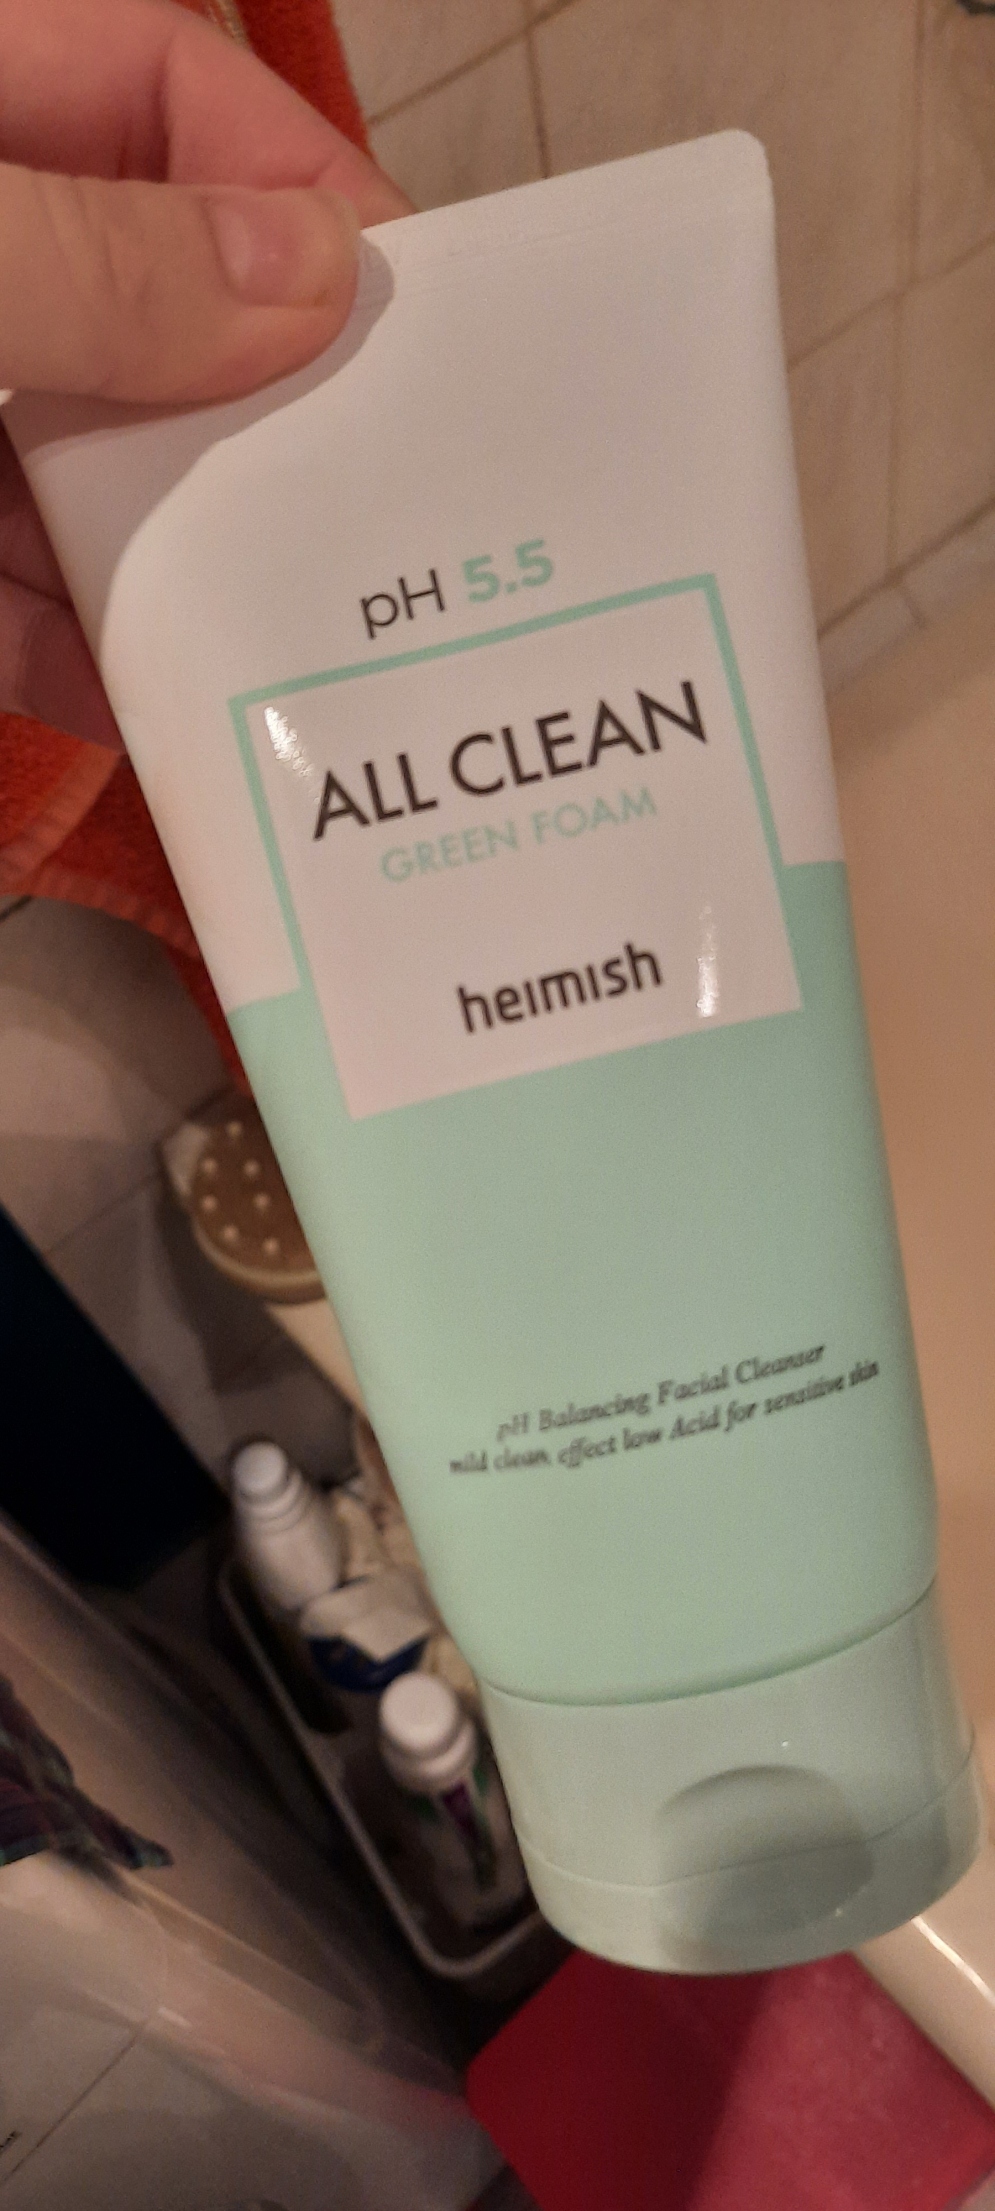 pH 5.5
ALL CLEAN
GREEN FOAM
heimish
pH Balancing Facial Cleanser
mild clean, effect low Acid for sensitive skin